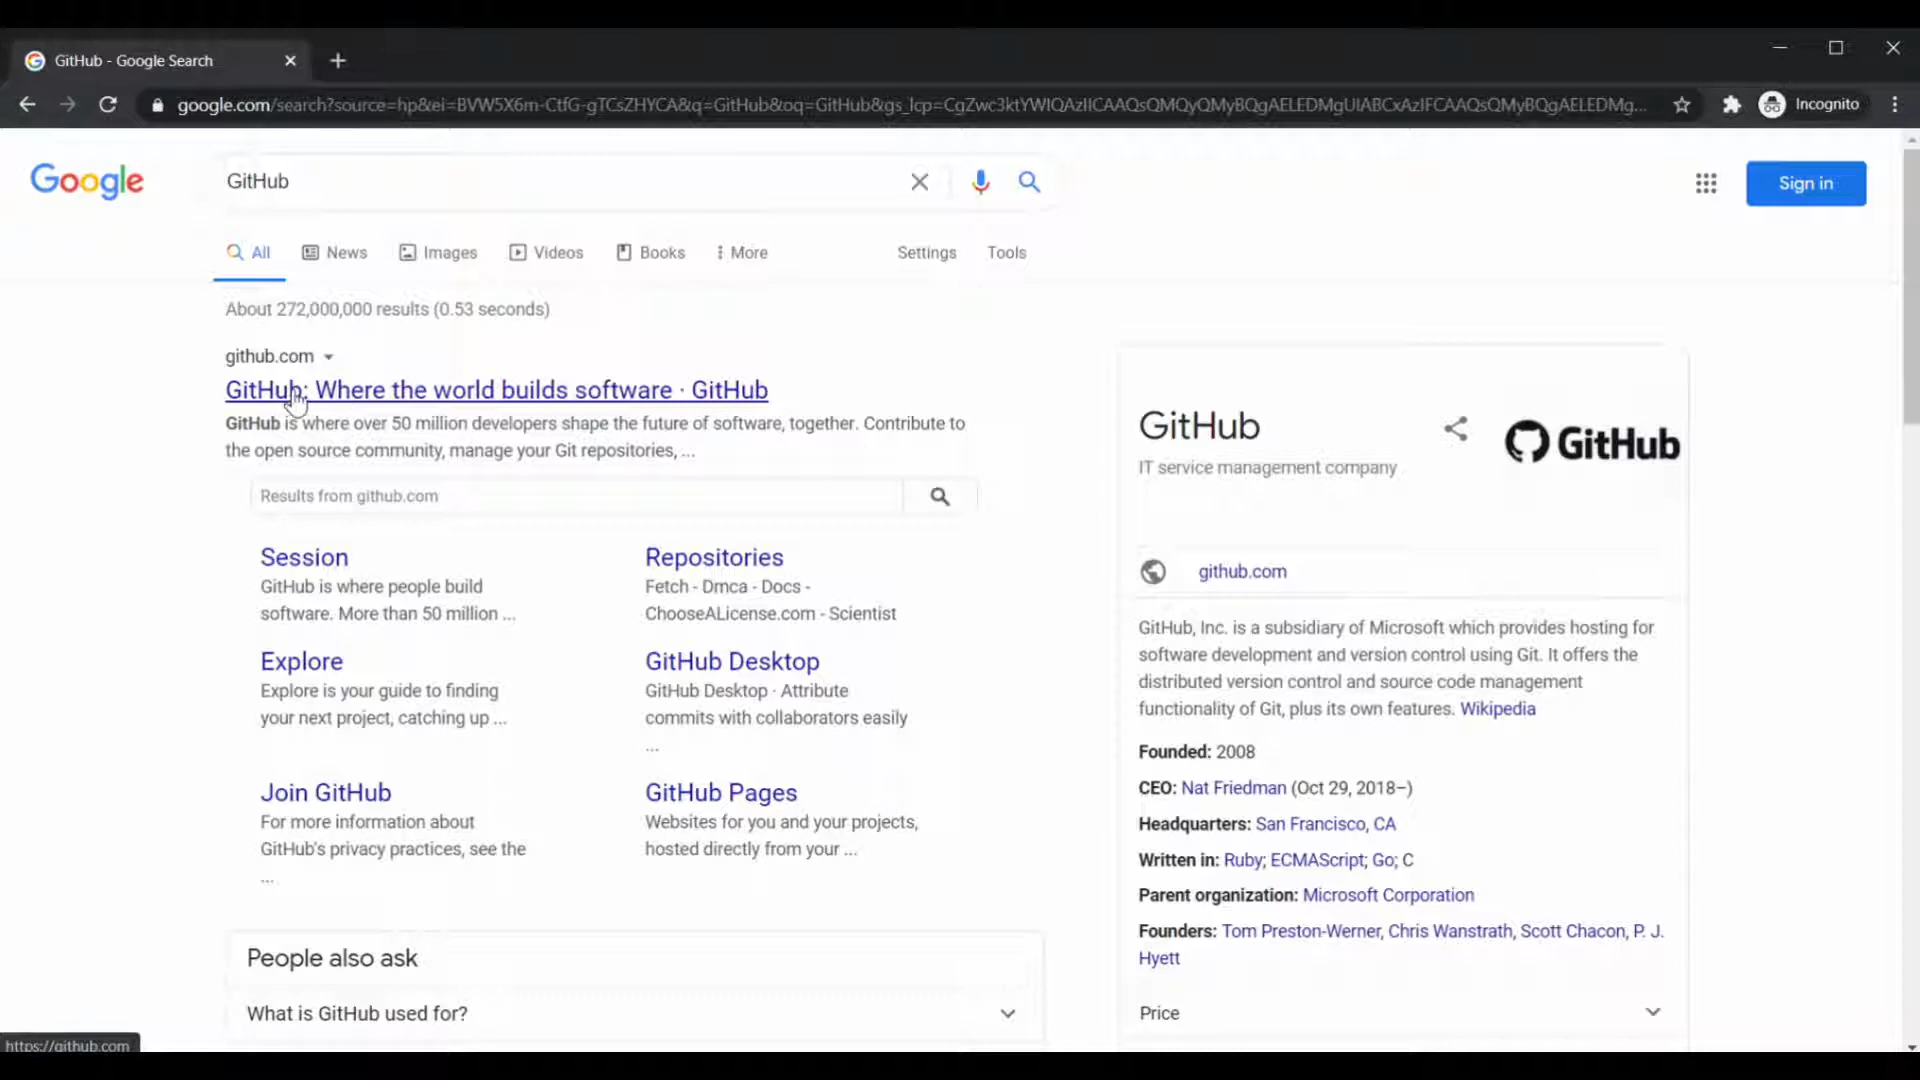 GitHub - Google Search
google.com/search?source=hp&ei=BVW5X6m-CtfG-gTCsZHYCA&q=GitHub&oq=GitHub&gs_lcp=CgZwc3ktYWIQAzIICAAQsQMQyQMyBQgAELEDMgUIABCxAzIFCAAQsQMyBQgAELEDMg...
Incognito
Google
GitHub
Sign in
All
News
Images
Videos
Books
More
Settings
Tools
About 272,000,000 results (0.53 seconds)
github.com
GitHub: Where the world builds software · GitHub
GitHub is where over 50 million developers shape the future of software, together. Contribute to
the open source community, manage your Git repositories, ...
Results from github.com
Session
GitHub is where people build
software. More than 50 million ...
Repositories
Fetch - Dmca - Docs -
ChooseALicense.com - Scientist
Explore
Explore is your guide to finding
your next project, catching up ...
GitHub Desktop
GitHub Desktop · Attribute
commits with collaborators easily
...
Join GitHub
For more information about
GitHub's privacy practices, see the
...
GitHub Pages
Websites for you and your projects,
hosted directly from your ...
People also ask
What is GitHub used for?
GitHub
IT service management company
GitHub
github.com
GitHub, Inc. is a subsidiary of Microsoft which provides hosting for
software development and version control using Git. It offers the
distributed version control and source code management
functionality of Git, plus its own features. Wikipedia
Founded: 2008
CEO: Nat Friedman (Oct 29, 2018–)
Headquarters: San Francisco, CA
Written in: Ruby; ECMAScript; Go; C
Parent organization: Microsoft Corporation
Founders: Tom Preston-Werner, Chris Wanstrath, Scott Chacon, P. J.
Hyett
Price
https://github.com